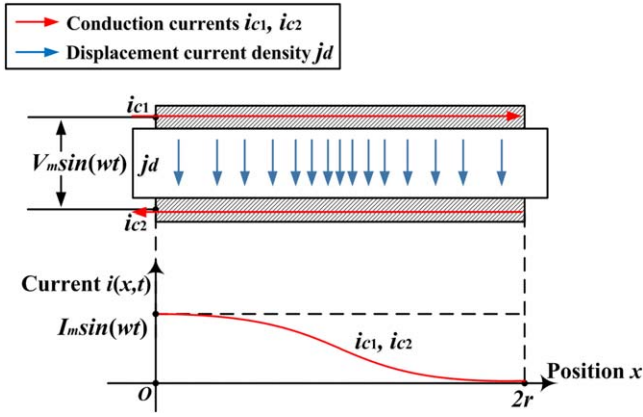 Conduction currents ic1, ic2
Displacement current density jd
ic1
Vmsin(wt)
jd
ic2
Current i(x,t)
Imsin(wt)
ic1, ic2
Position x
O
2r